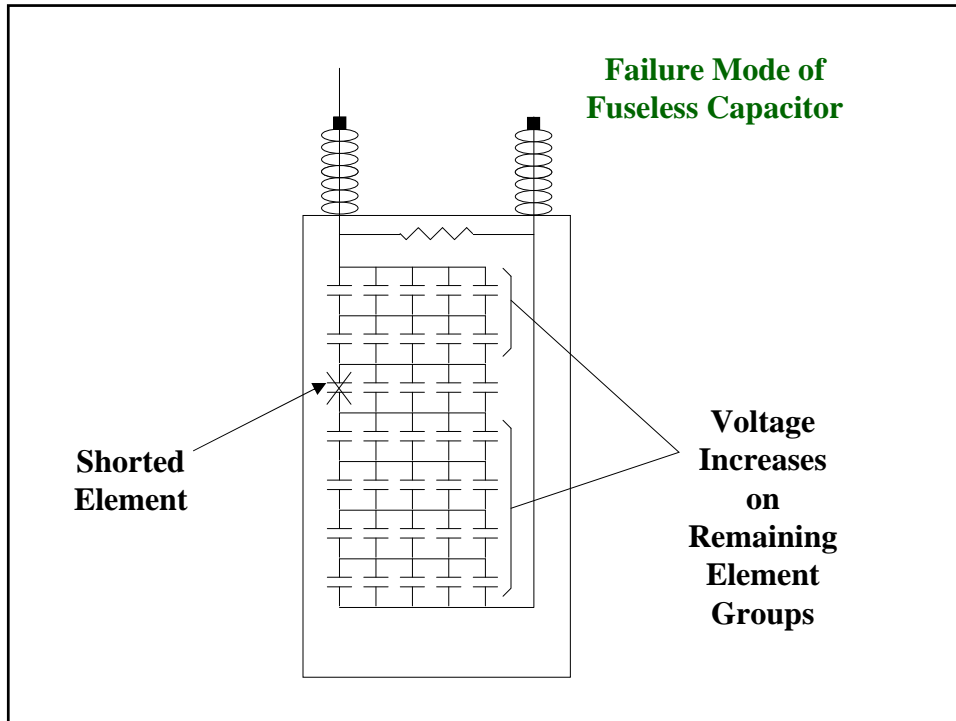 Failure Mode of
Fuseless Capacitor
Shorted
Element
Voltage
Increases
on
Remaining
Element
Groups